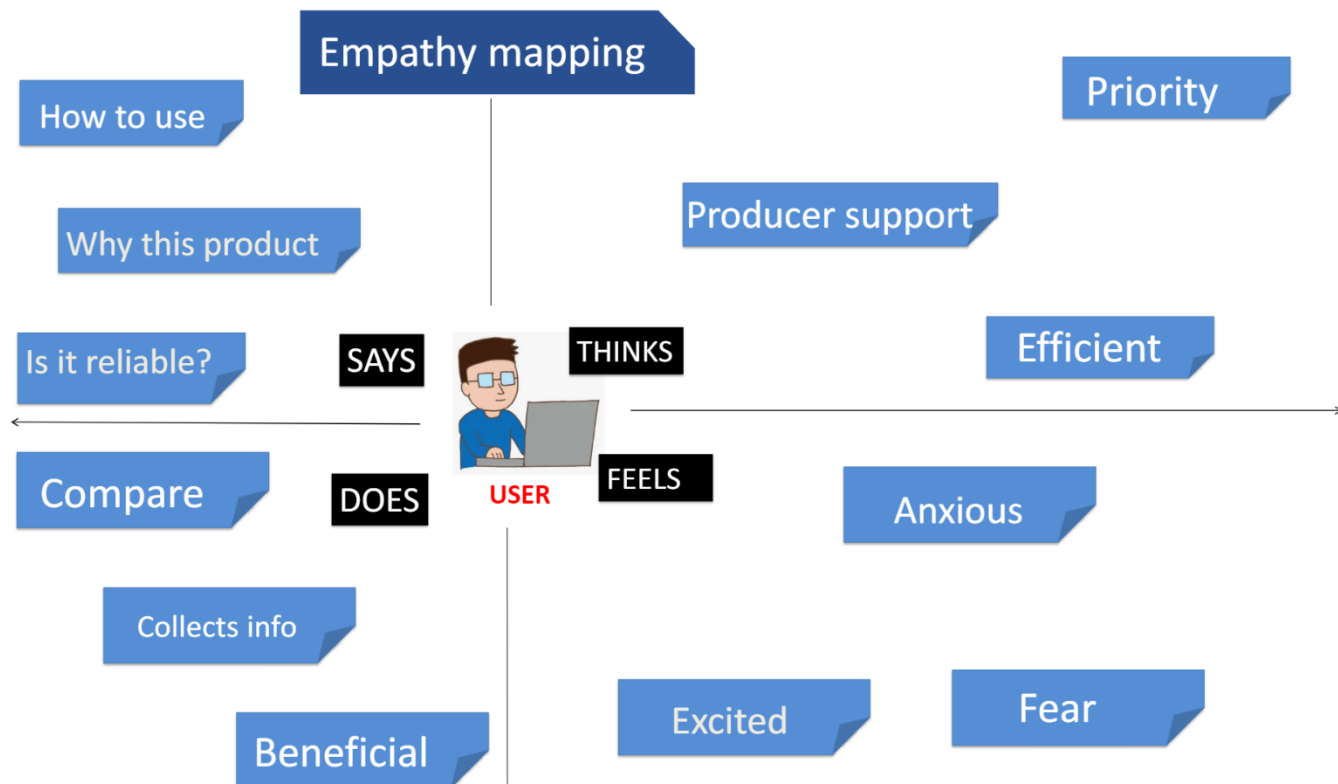 Empathy mapping
How to use
Why this product
Is it reliable?
SAYS
Priority
Producer support
Efficient
THINKS
Compare
DOES
Collects info
Beneficial
USER
FEELS
Anxious
Excited
Fear